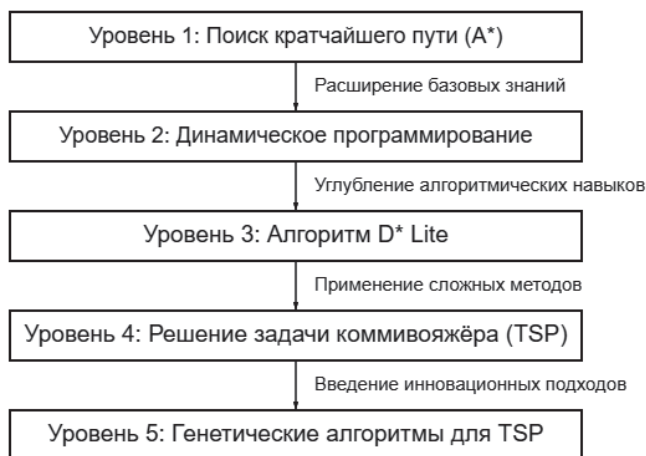 Уровень 1: Поиск кратчайшего пути (A*)
Расширение базовых знаний
Уровень 2: Динамическое программирование
Углубление алгоритмических навыков
Уровень 3: Алгоритм D* Lite
Применение сложных методов
Уровень 4: Решение задачи коммивояжёра (TSP)
Введение инновационных подходов
Уровень 5: Генетические алгоритмы для TSP